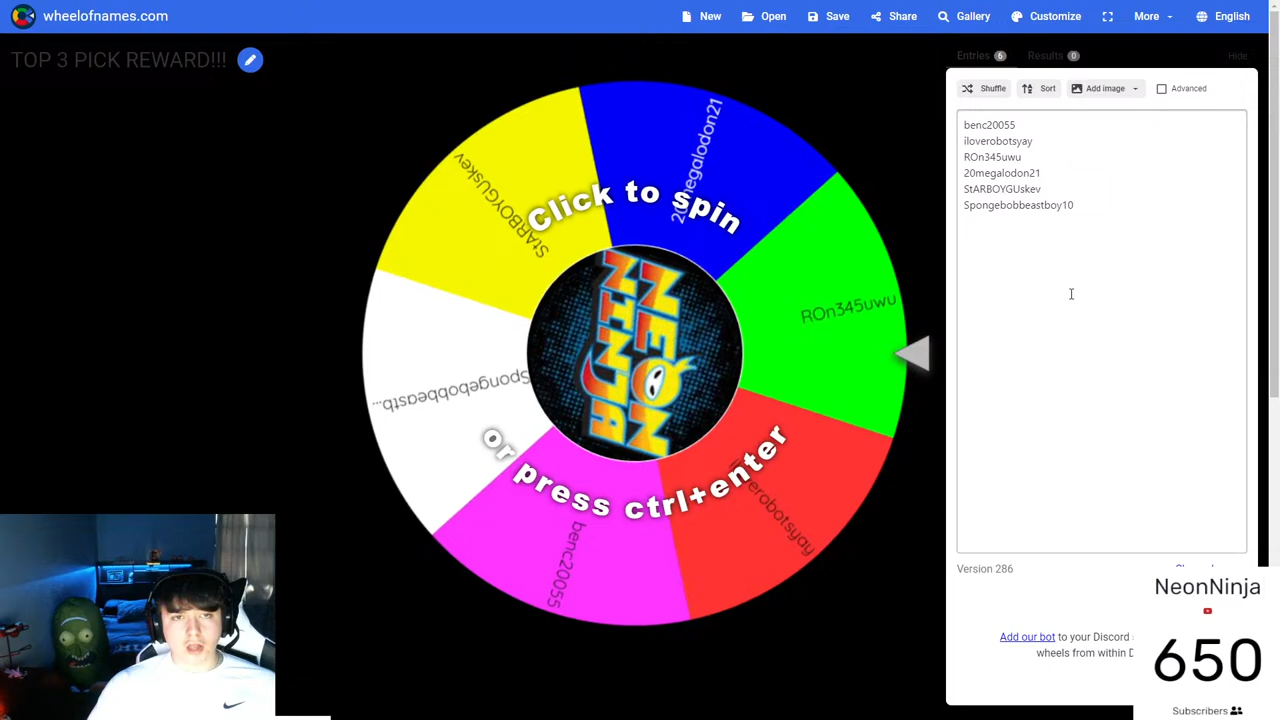 wheelofnames.com
New
Open
Save
Share
Gallery
Customize
More
English
TOP 3 PICK REWARD!!!
Entries 6
Results 0
Hide
Shuffle
Sort
Add image
Advanced
benc20055
iloverobotsyay
ROn345uwu
20megalodon21
StARBOYGUskev
Spongebobbeastboy10
20megalodon21
StARBOYGUskev
Click to spin
ROn345uwu
NEON
NINJA
Spongebobbeastb...
or press ctrl+enter
benc20055
Version 286
Add our bot to your Discord
wheels from within
NeonNinja
650
Subscribers